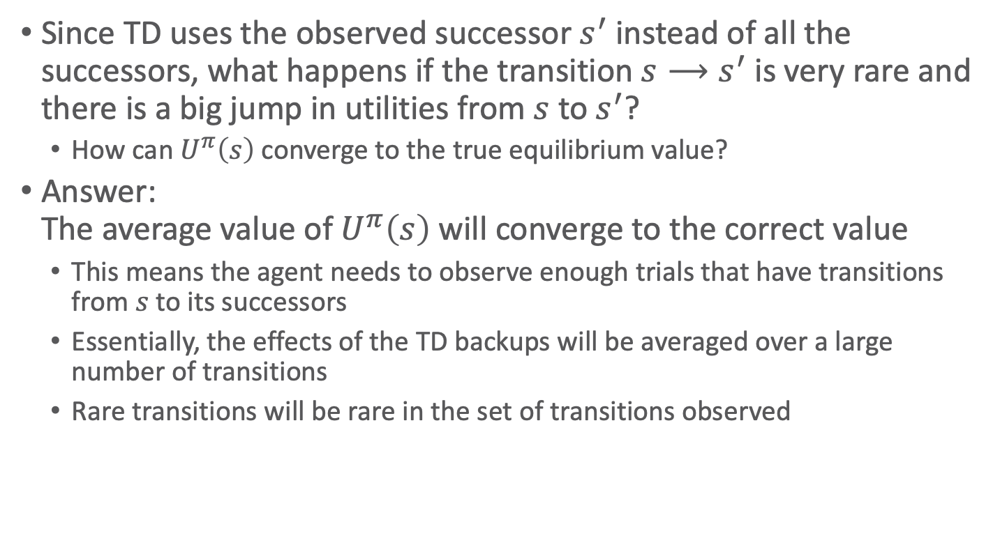 • Since TD uses the observed successor s′ instead of all the
successors, what happens if the transition s ⟶ s′ is very rare and
there is a big jump in utilities from s to s′?
• How can U^π(s) converge to the true equilibrium value?
• Answer:
The average value of U^π(s) will converge to the correct value
• This means the agent needs to observe enough trials that have transitions
from s to its successors
• Essentially, the effects of the TD backups will be averaged over a large
number of transitions
• Rare transitions will be rare in the set of transitions observed